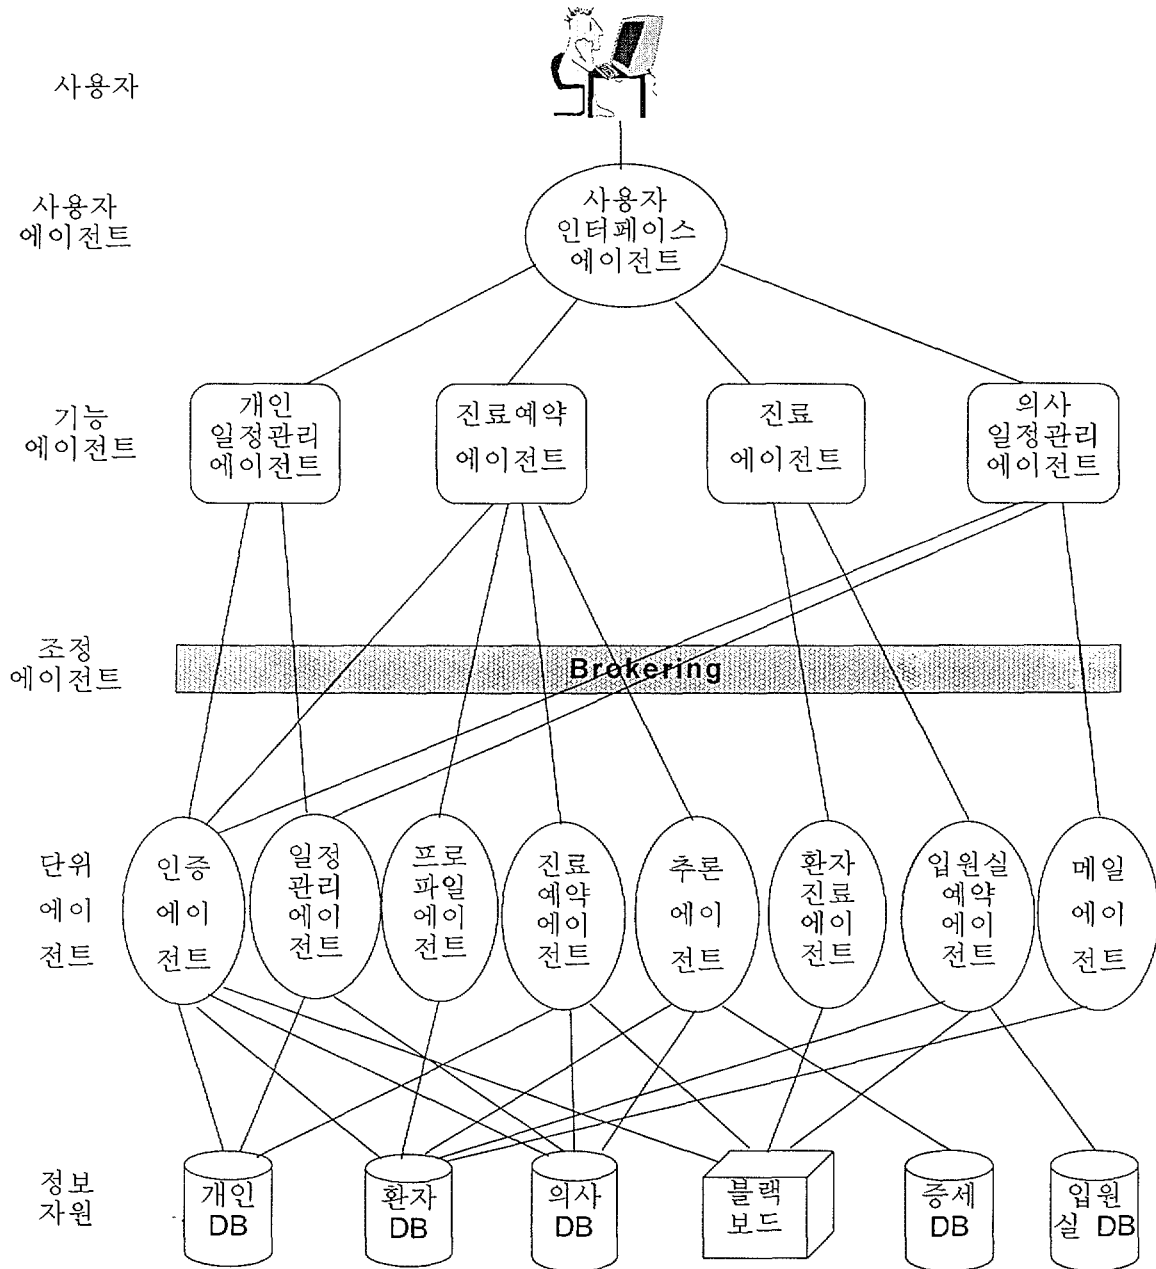 사용자
사용자
에이전트
사용자
인터페이스
에이전트
기능
에이전트
개인
일정관리
에이전트
진료예약
에이전트
진료
에이전트
의사
일정관리
에이전트
조정
에이전트
Brokering
단위
에이
전트
인증
에이
전트
일정
관리
에이
전트
프로
파일
에이
전트
진료
예약
에이
전트
추론
에이
전트
환자
진료
에이
전트
입원실
예약
에이
전트
메일
에이
전트
정보
자원
개인
DB
환자
DB
의사
DB
블랙
보드
증세
DB
입원
실 DB